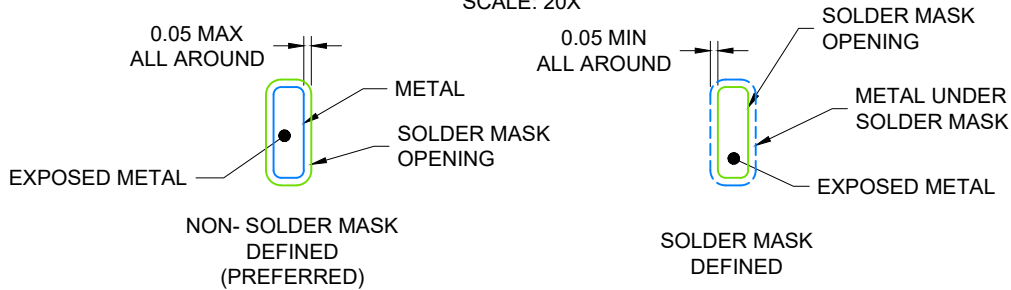 SCALE: 20X
0.05 MAX
ALL AROUND
METAL
SOLDER MASK
OPENING
EXPOSED METAL
NON- SOLDER MASK
DEFINED
(PREFERRED)
0.05 MIN
ALL AROUND
SOLDER MASK
OPENING
METAL UNDER
SOLDER MASK
EXPOSED METAL
SOLDER MASK
DEFINED